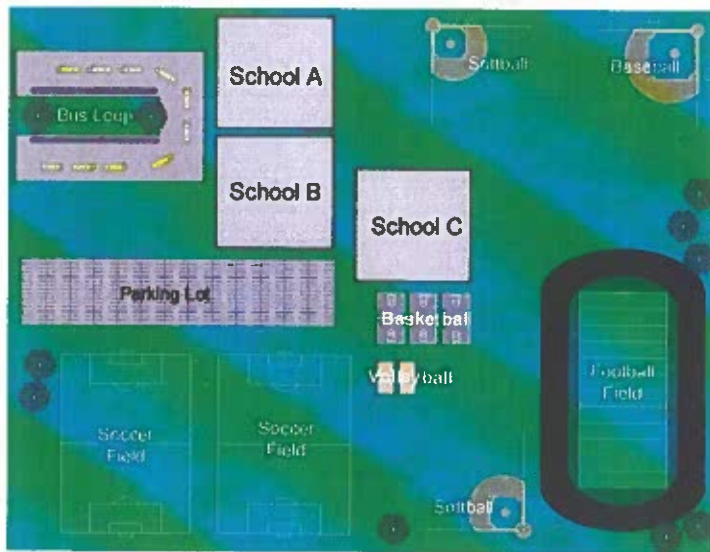 School A
Softball
Baseball
Bus Loop
School B
School C
Parking Lot
Basketball
Volleyball
Football
Field
Soccer
Field
Soccer
Field
Softball